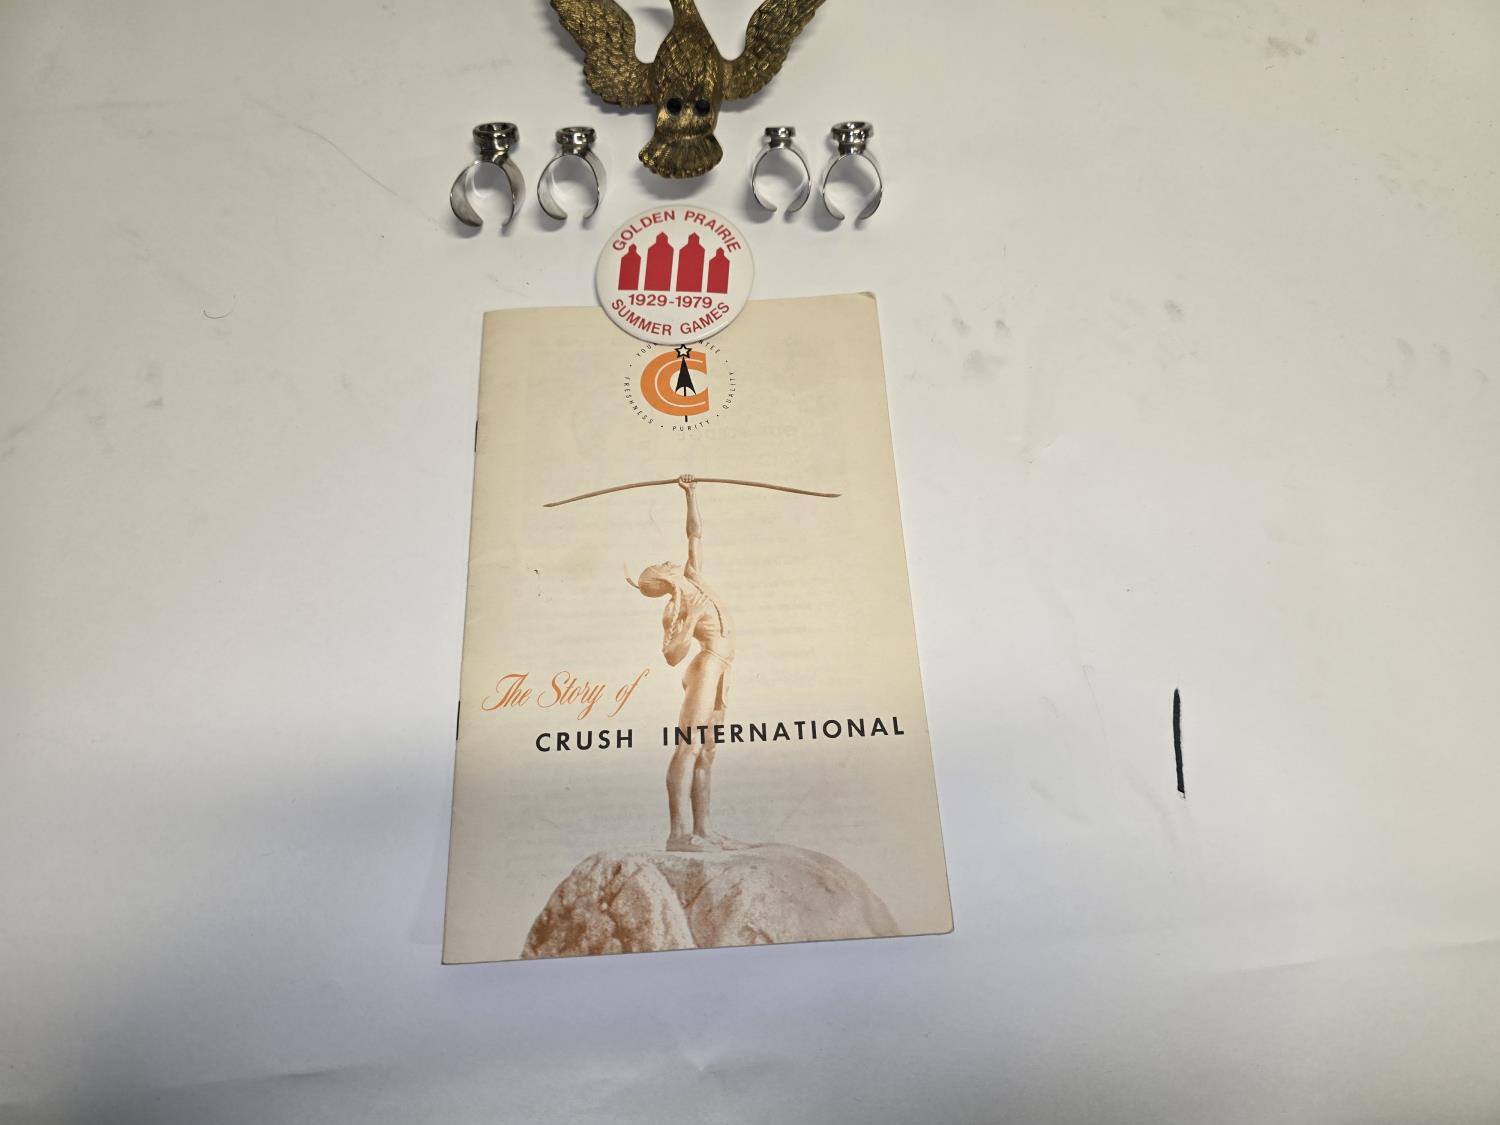 GOLDEN PRAIRIE
1929-1979
SUMMER GAMES
FRESHNESS • PURITY • QUALITY
The Story of
CRUSH INTERNATIONAL